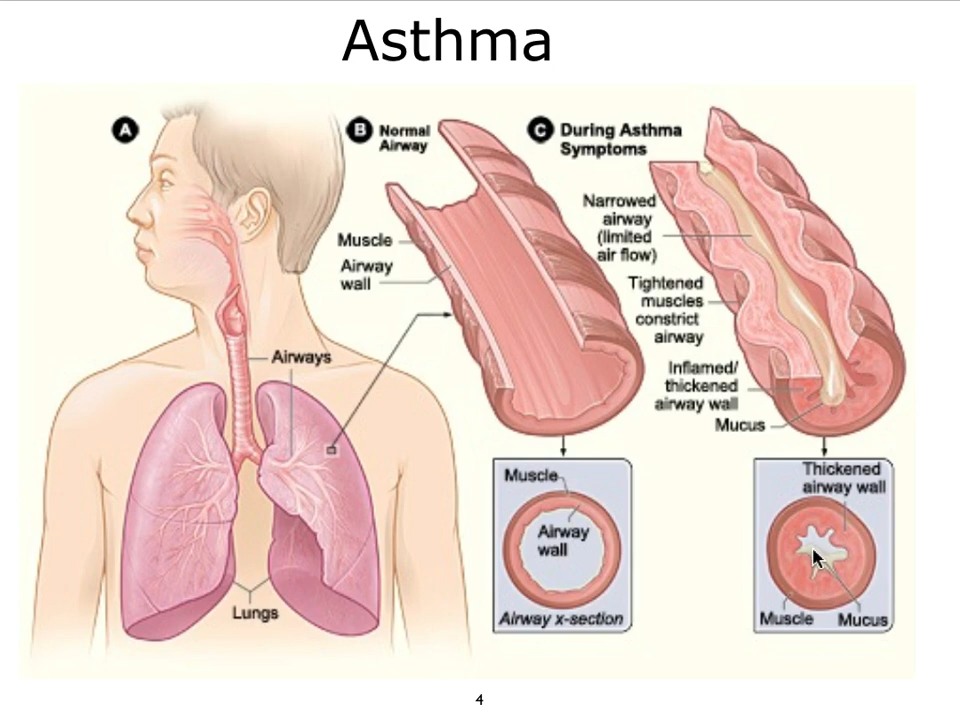 Asthma
A
B
Normal
Airway
C
During Asthma
Symptoms
Muscle
Airway
wall
Airways
Lungs
Narrowed
airway
(limited
air flow)
Tightened
muscles
constrict
airway
Inflamed/
thickened
airway wall
Mucus
Muscle
Airway
wall
Airway x-section
Thickened
airway wall
Muscle
Mucus
4